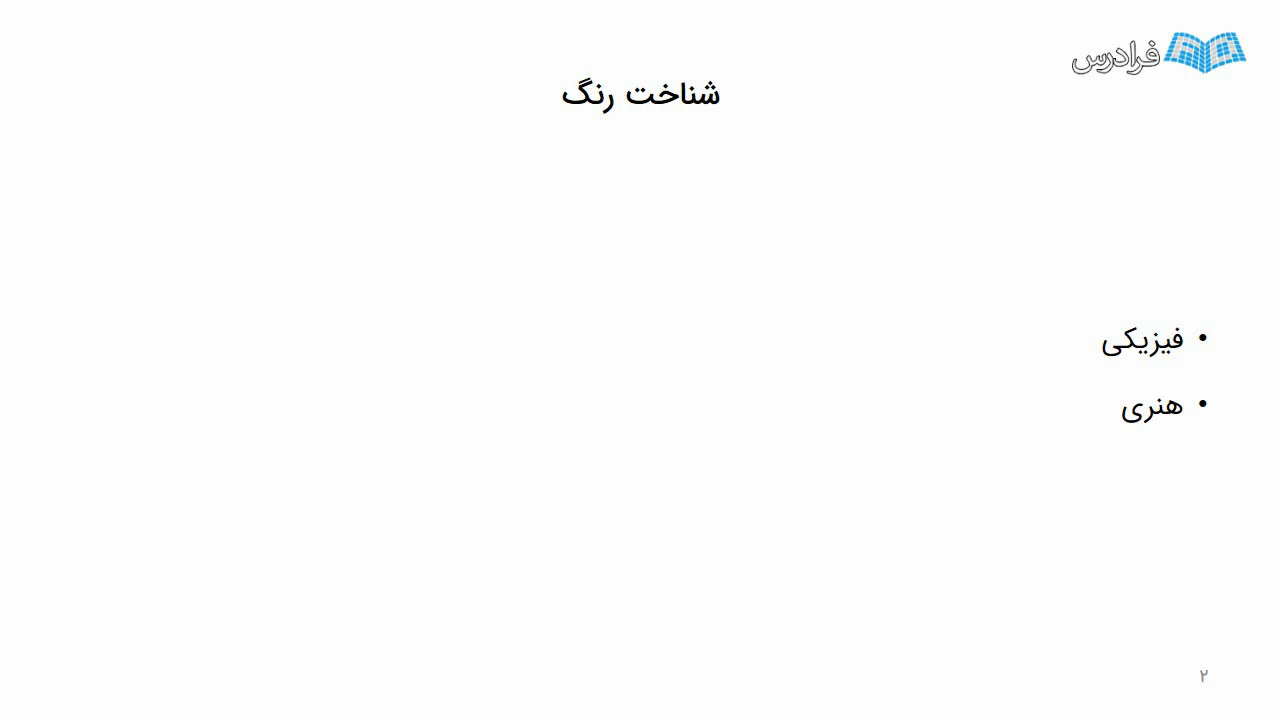 فرادرس
شناخت رنگ
• فیزیکی
• هنری
۲